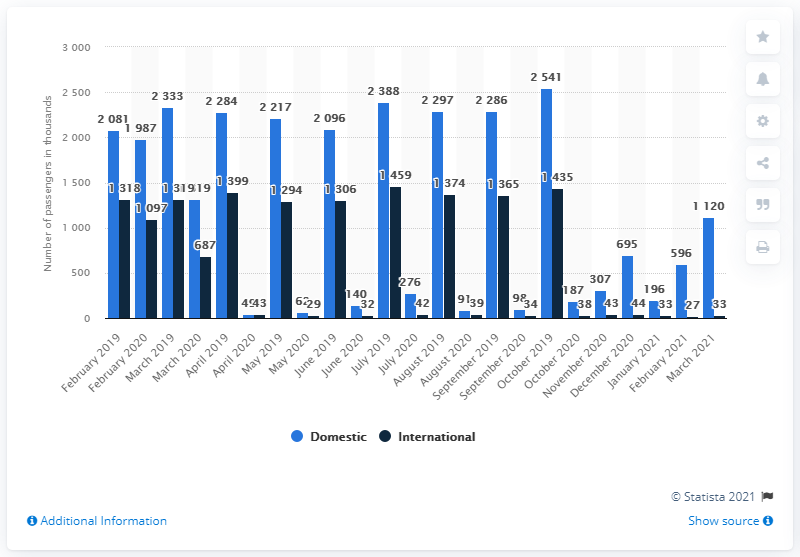 3 000
2 500
2 000
1 500
1 000
500
0
Number of passengers in thousands
2 081
1 318
1 987
1 097
2 333
1 319
1 319
687
2 284
1 399
49
43
2 217
1 294
62
29
2 096
1 306
140
32
2 388
1 459
276
42
2 297
1 374
91
39
2 286
1 365
98
34
2 541
1 435
187
38
307
43
695
44
196
33
596
27
1 120
33
February 2019
February 2020
March 2019
March 2020
April 2019
April 2020
May 2019
May 2020
June 2019
June 2020
July 2019
July 2020
August 2019
August 2020
September 2019
September 2020
October 2019
October 2020
November 2020
December 2020
January 2021
February 2021
March 2021
Domestic International
© Statista 2021
Additional Information
Show source